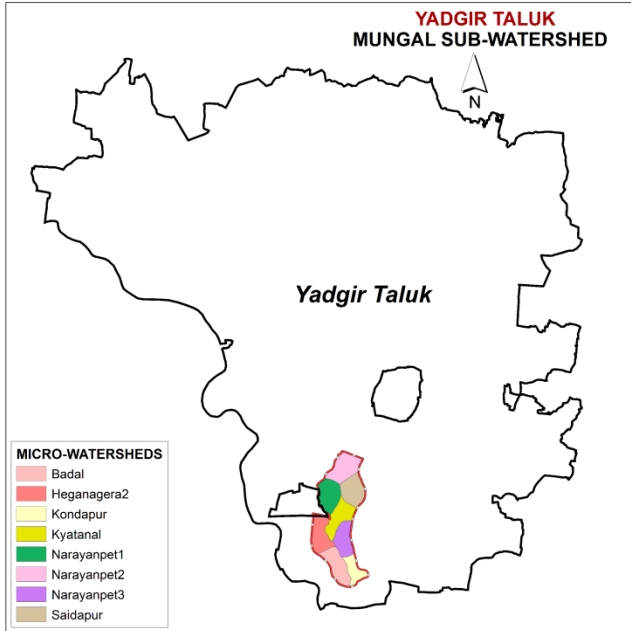 YADGIR TALUK
MUNGAL SUB-WATERSHED
N
Yadgir Taluk
MICRO-WATERSHEDS
Badal
Heganagera2
Kondapur
Kyatanal
Narayanpet1
Narayanpet2
Narayanpet3
Saidapur